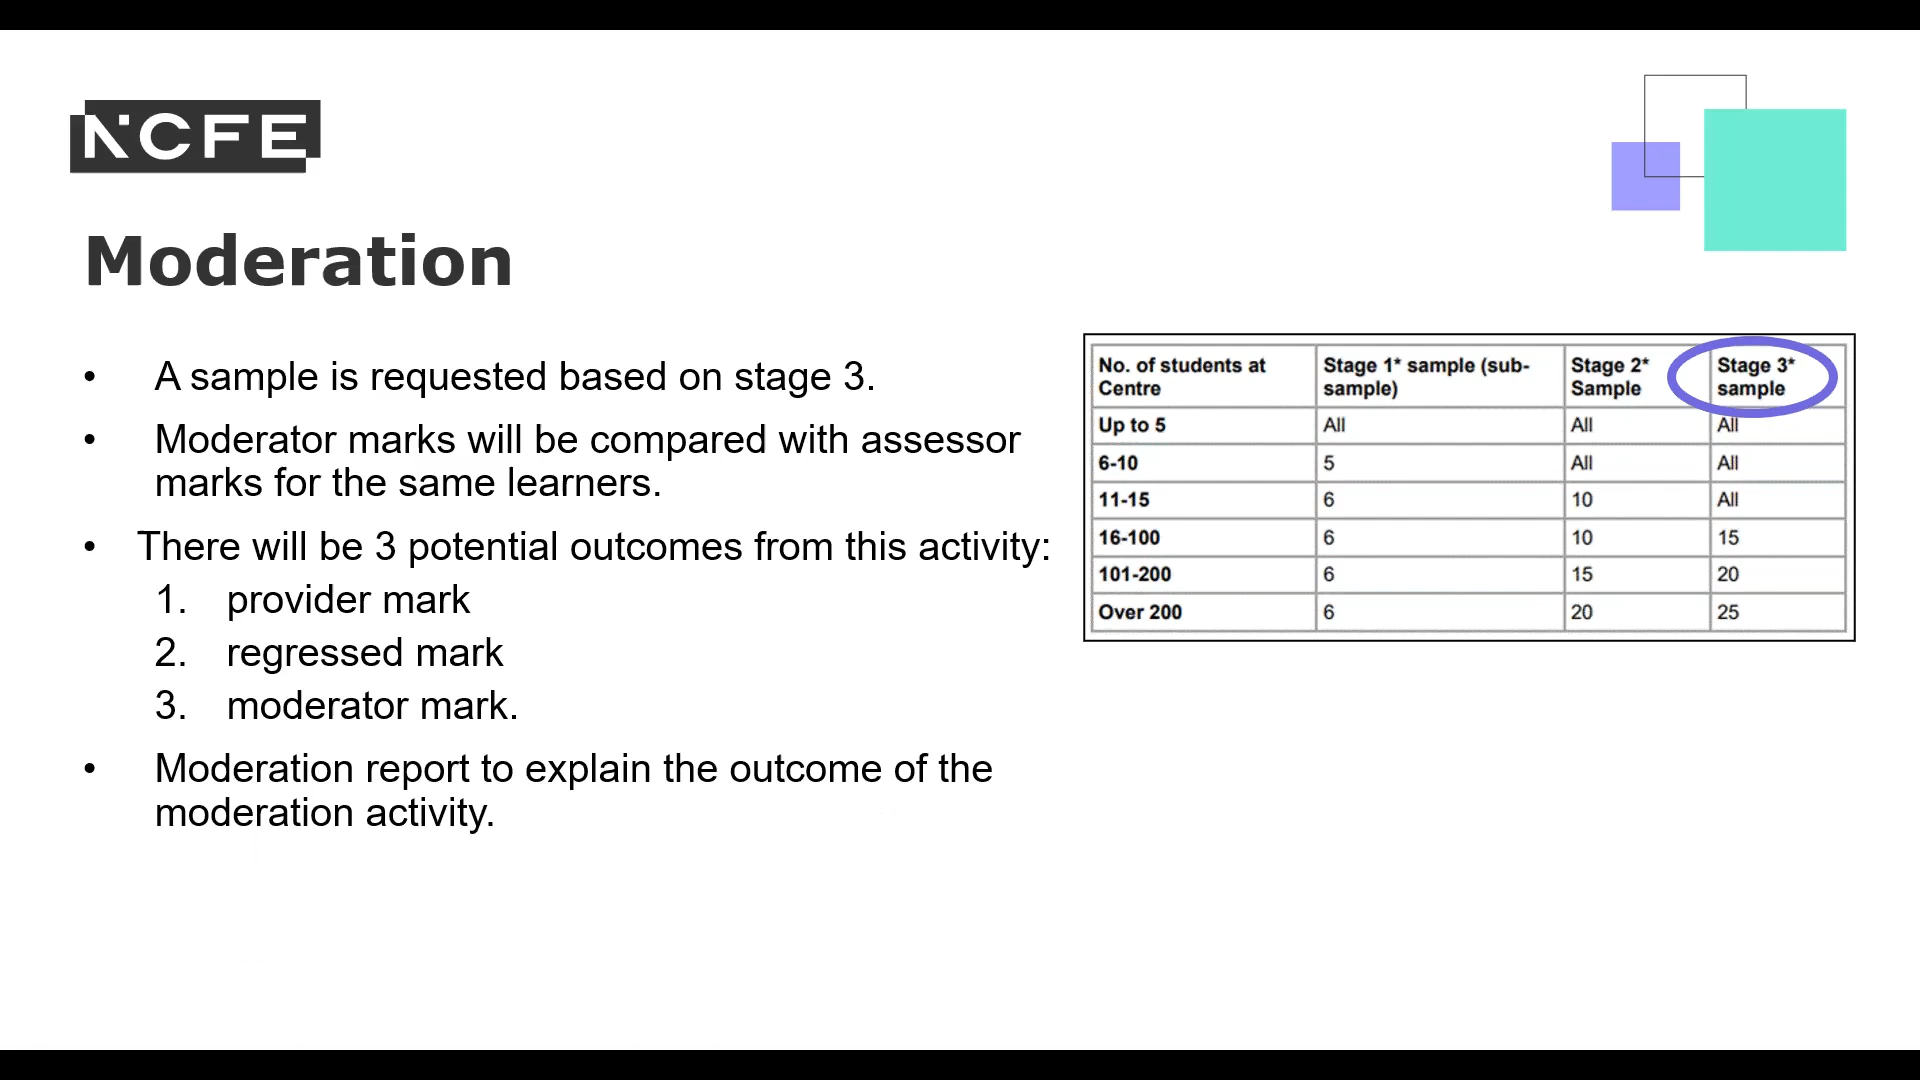 NCFE
Moderation
• A sample is requested based on stage 3.
• Moderator marks will be compared with assessor
marks for the same learners.
• There will be 3 potential outcomes from this activity:
1. provider mark
2. regressed mark
3. moderator mark.
• Moderation report to explain the outcome of the
moderation activity.
No. of students at Centre Stage 1* sample (sub-sample) Stage 2* Sample Stage 3* sample
Up to 5 All All All
6-10 5 All All
11-15 6 10 All
16-100 6 10 15
101-200 6 15 20
Over 200 6 20 25